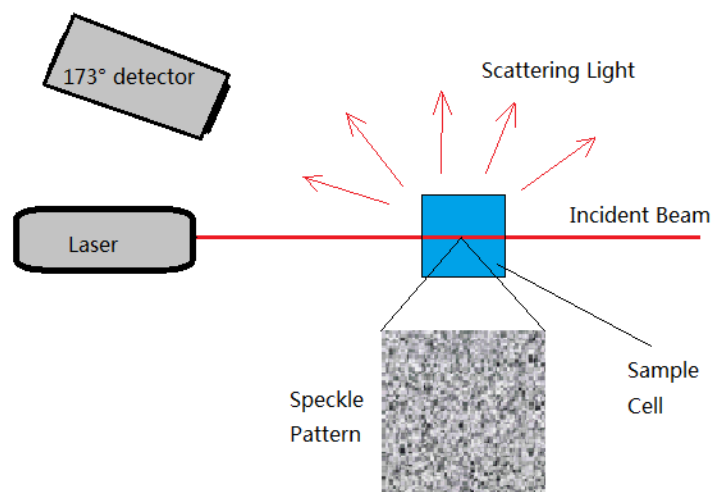 173° detector
Scattering Light
Laser
Incident Beam
Speckle
Pattern
Sample
Cell